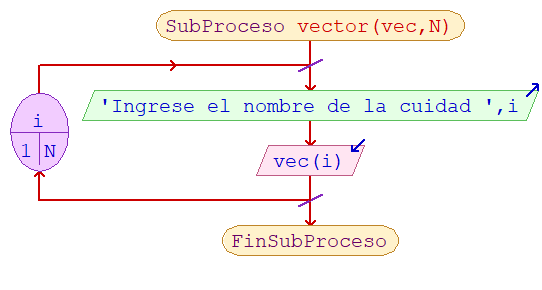 SubProceso vector(vec,N)
'Ingrese el nombre de la cuidad ',i
i
1 N
vec(i)
FinSubProceso